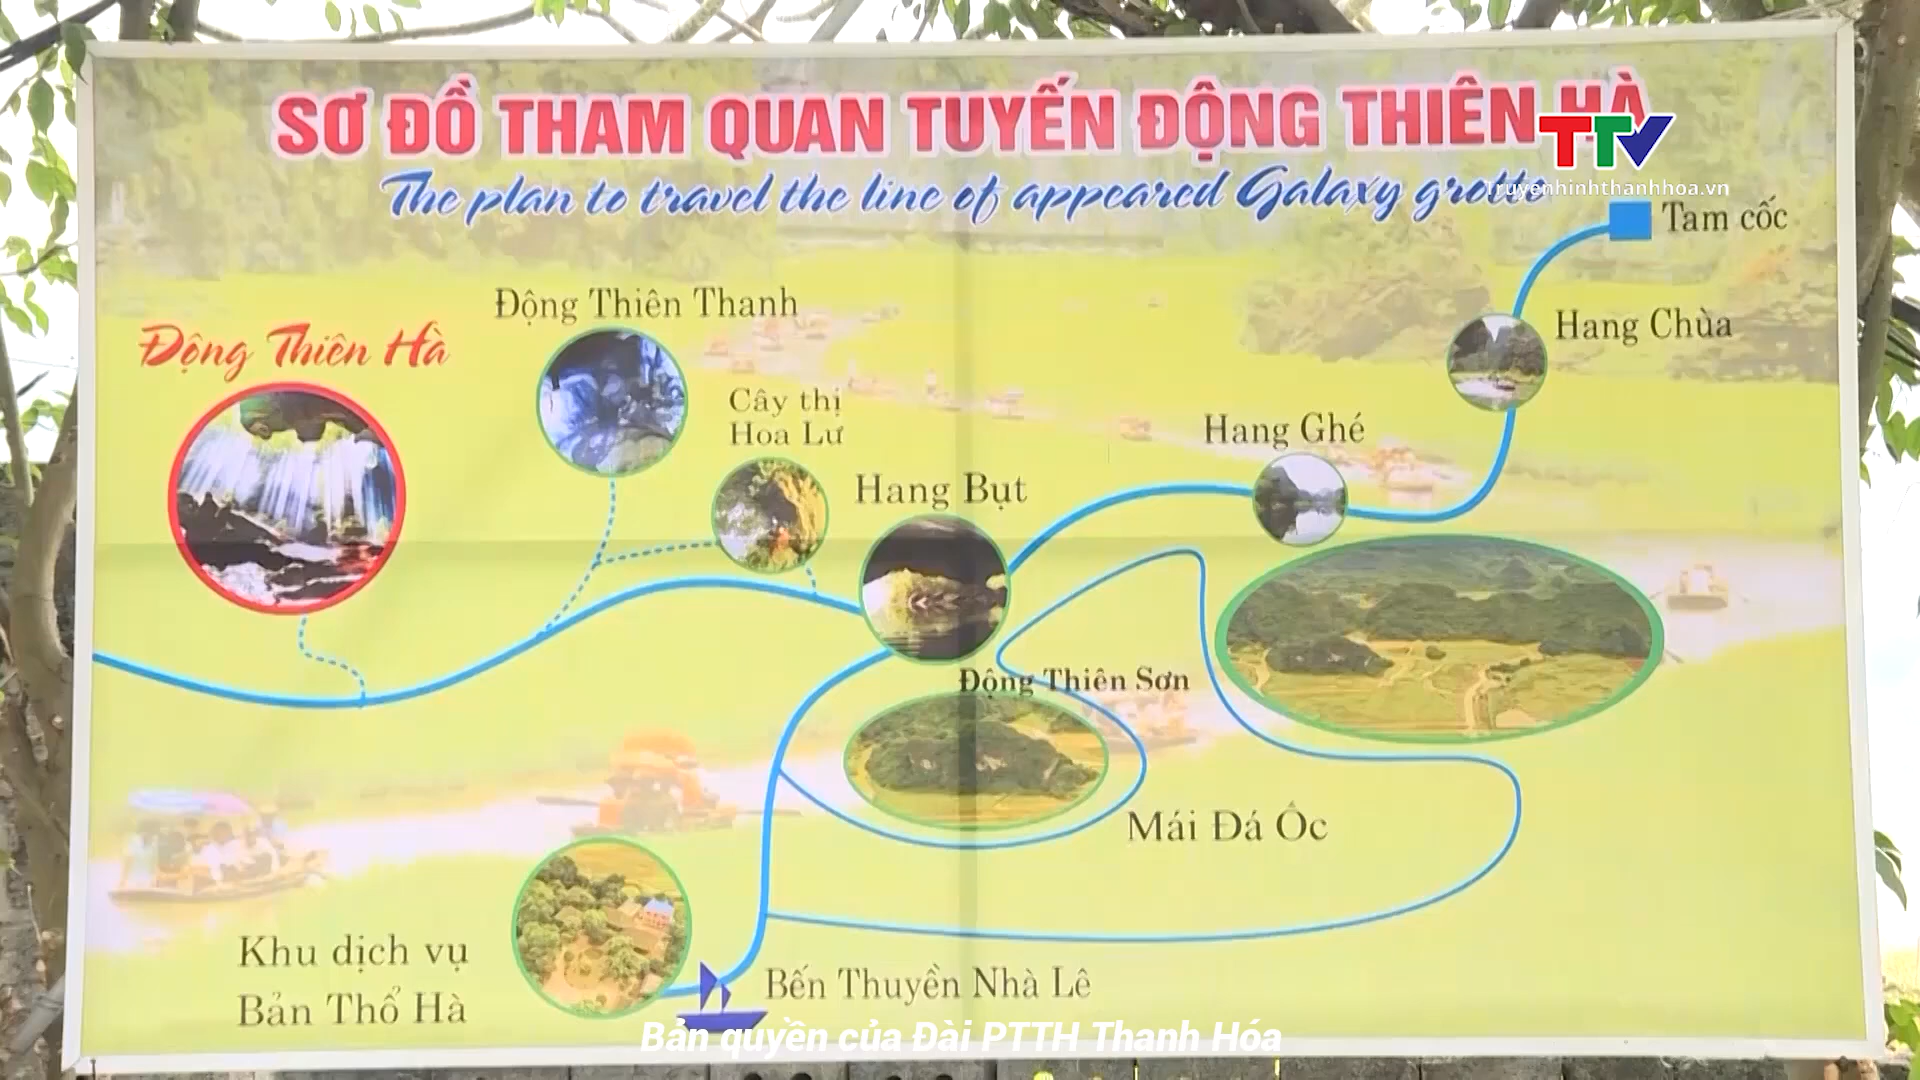 SƠ ĐỒ THAM QUAN TUYẾN ĐỘNG THIÊN HÀ
TTV
The plan to travel the line of appeared Galaxy grotto
truyenhinhthanhhoa.vn
Tam cốc
Động Thiên Thanh
Hang Chùa
Động Thiên Hà
Cây thị
Hoa Lư
Hang Ghé
Hang Bụt
Động Thiên Sơn
Mái Đá Ốc
Khu dịch vụ
Bản Thổ Hà
Bến Thuyền Nhà Lê
Bản quyền của Đài PTTH Thanh Hóa